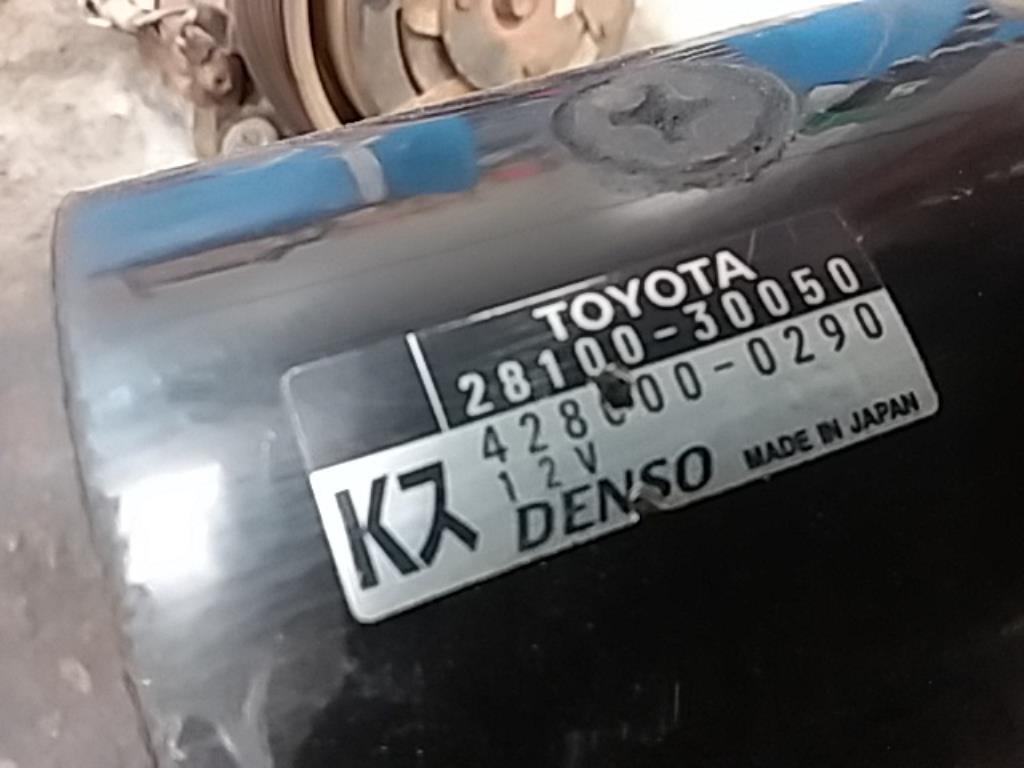 TOYOTA
28100-30050
428000-0290
12V
Kス DENSO MADE IN JAPAN